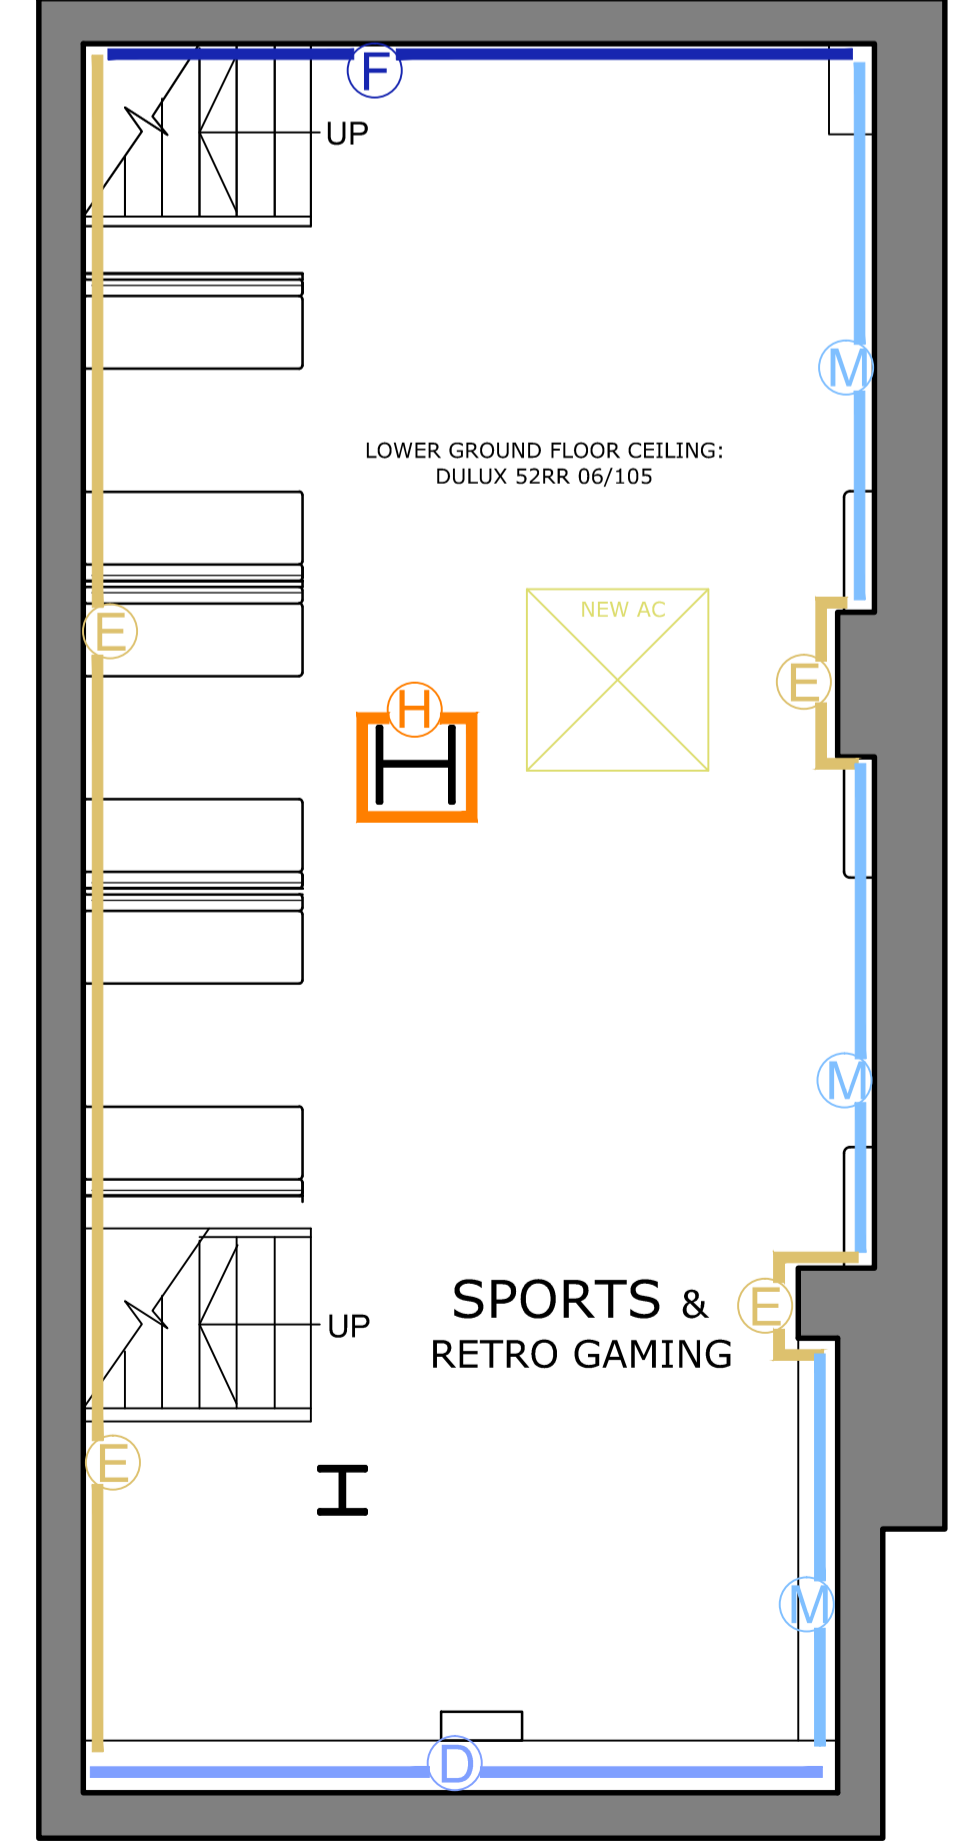 F
UP
M
LOWER GROUND FLOOR CEILING:
DULUX 52RR 06/105
NEW AC
E
E
H
M
SPORTS &
RETRO GAMING
E
UP
E
M
D